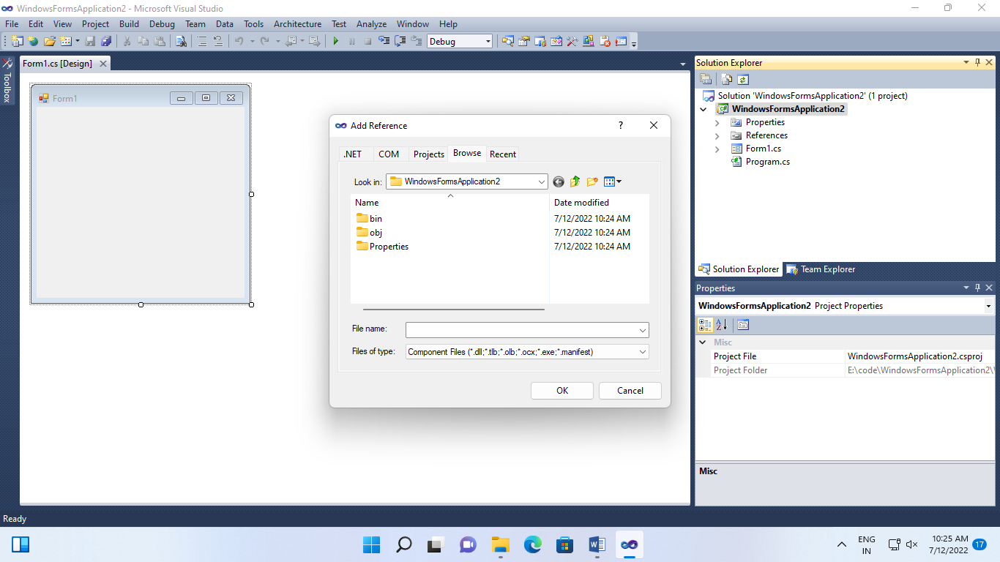 WindowsFormsApplication2 - Microsoft Visual Studio
File Edit View Project Build Debug Team Data Tools Architecture Test Analyze Window Help
Debug
Toolbox
Form1.cs [Design]
Form1
Add Reference
?
.NET COM Projects Browse Recent
Look in: WindowsFormsApplication2
Name Date modified
bin 7/12/2022 10:24 AM
obj 7/12/2022 10:24 AM
Properties 7/12/2022 10:24 AM
File name:
Files of type: Component Files (*.dll;*.tlb;*.olb;*.ocx;*.exe;*.manifest)
OK Cancel
Solution Explorer
Solution 'WindowsFormsApplication2' (1 project)
WindowsFormsApplication2
Properties
References
Form1.cs
Program.cs
Solution Explorer Team Explorer
Properties
WindowsFormsApplication2 Project Properties
Misc
Project File WindowsFormsApplication2.csproj
Project Folder E:\code\WindowsFormsApplication2\
Misc
Ready
ENG
IN
10:25 AM
7/12/2022
17